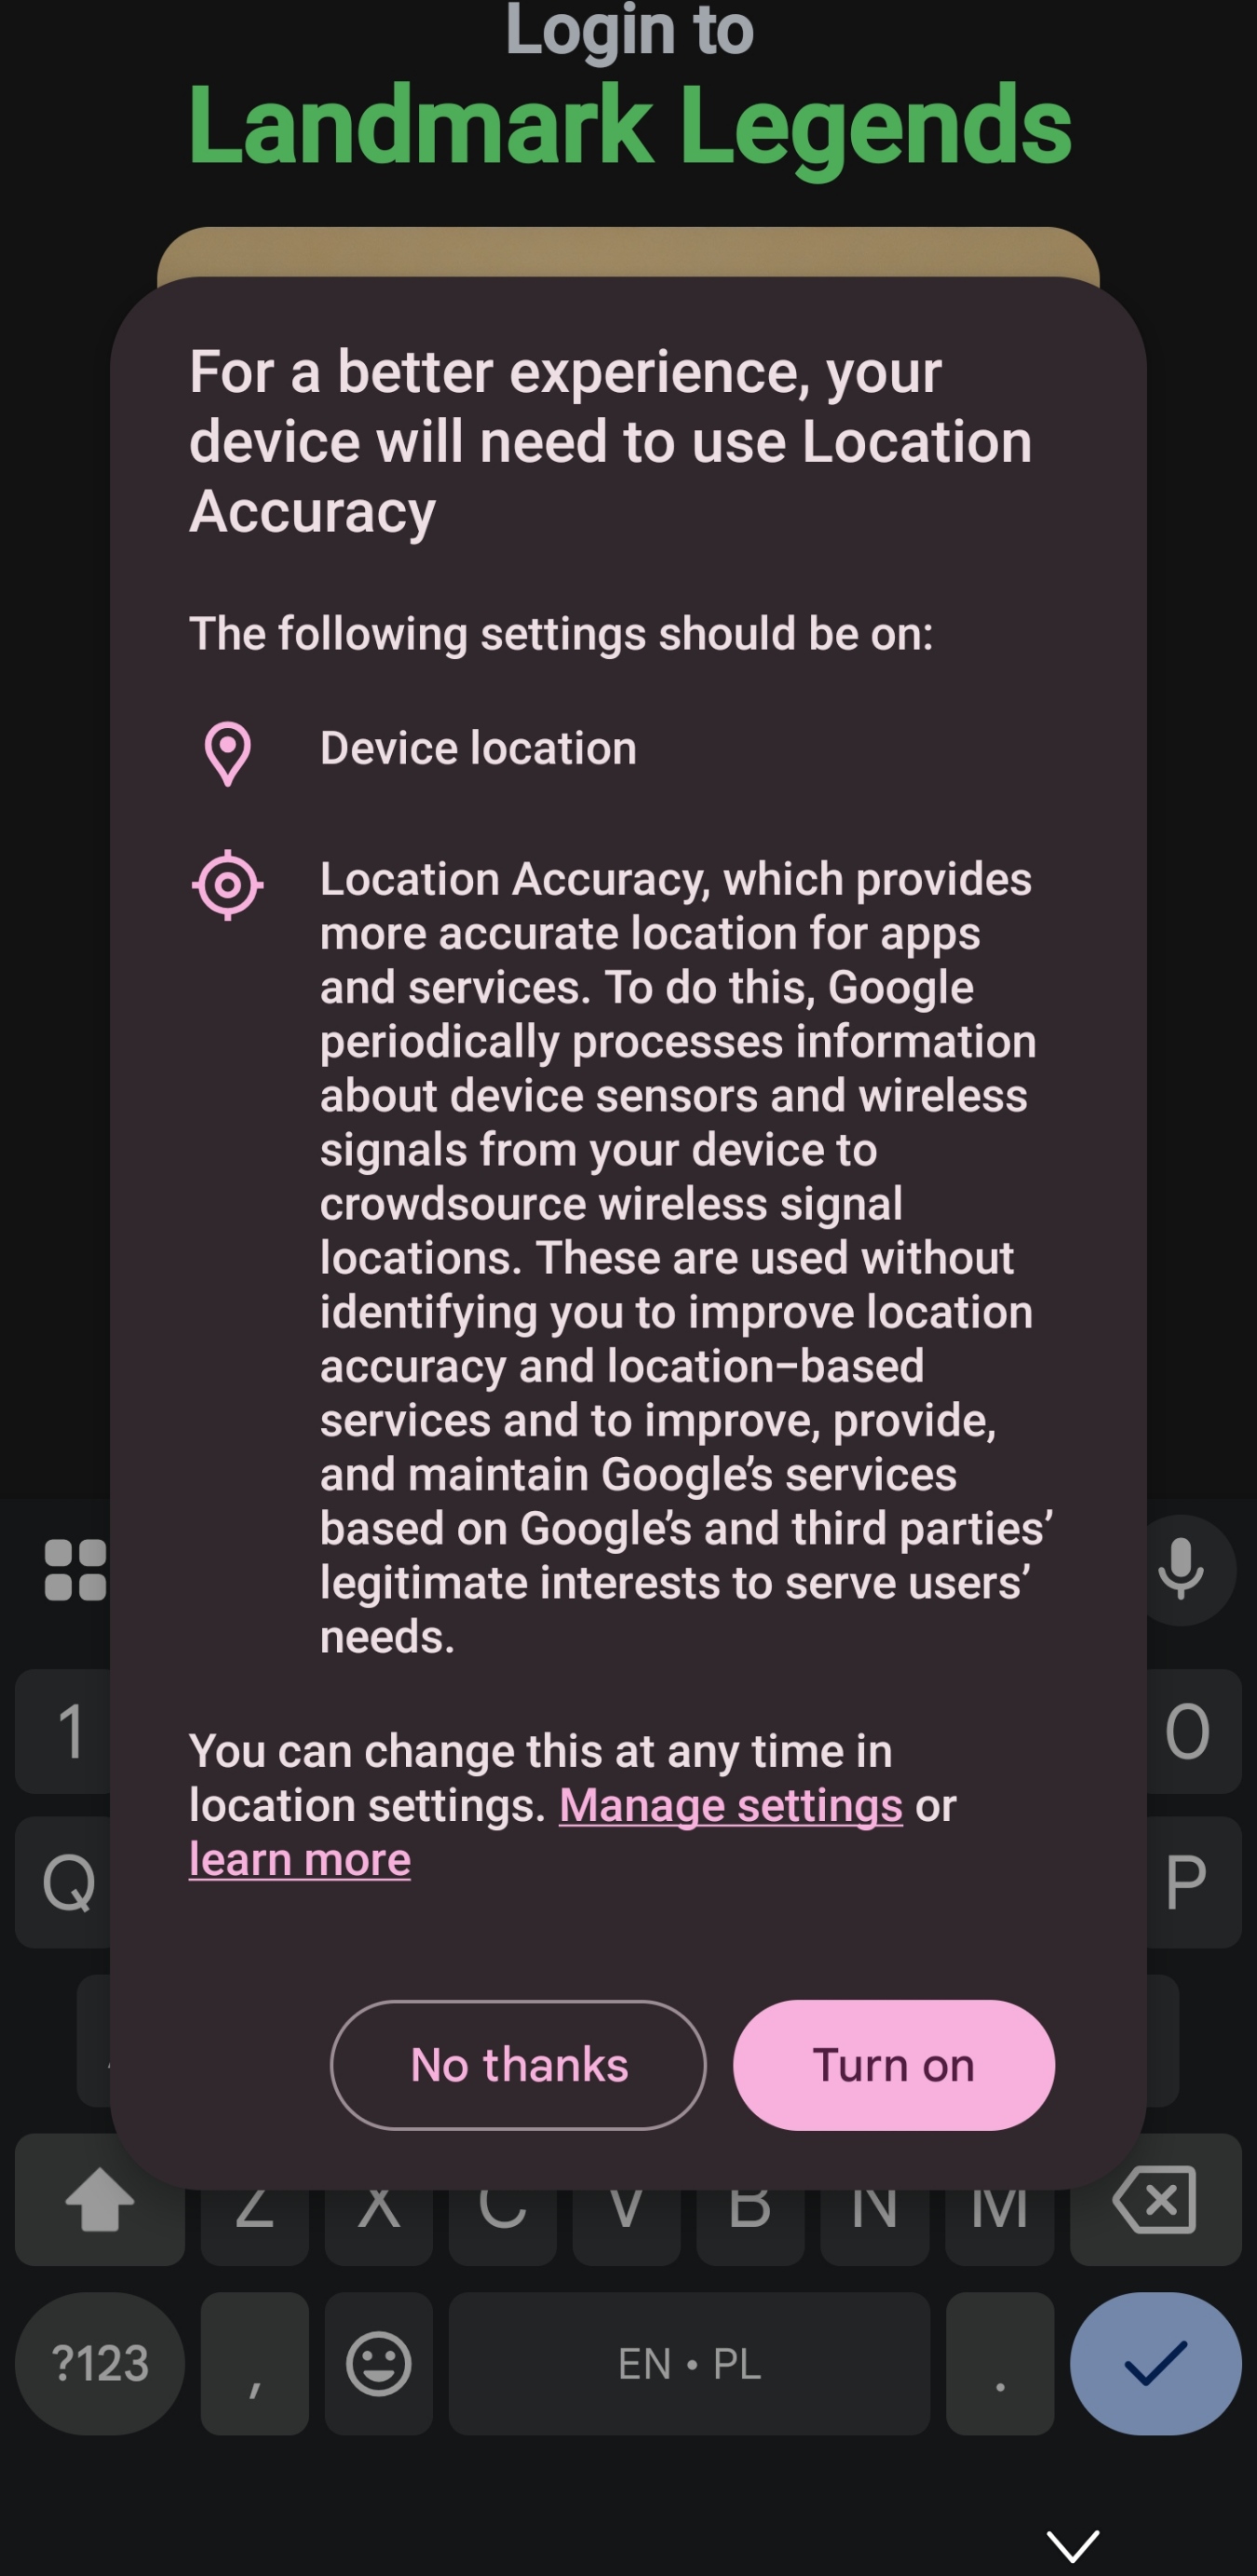 Login to
Landmark Legends
For a better experience, your
device will need to use Location
Accuracy
The following settings should be on:
Device location
Location Accuracy, which provides
more accurate location for apps
and services. To do this, Google
periodically processes information
about device sensors and wireless
signals from your device to
crowdsource wireless signal
locations. These are used without
identifying you to improve location
accuracy and location-based
services and to improve, provide,
and maintain Google’s services
based on Google’s and third parties’
legitimate interests to serve users’
needs.
You can change this at any time in
location settings. Manage settings or
learn more
No thanks Turn on
1 0
Q P
Z X C V B N M
?123 , EN • PL .